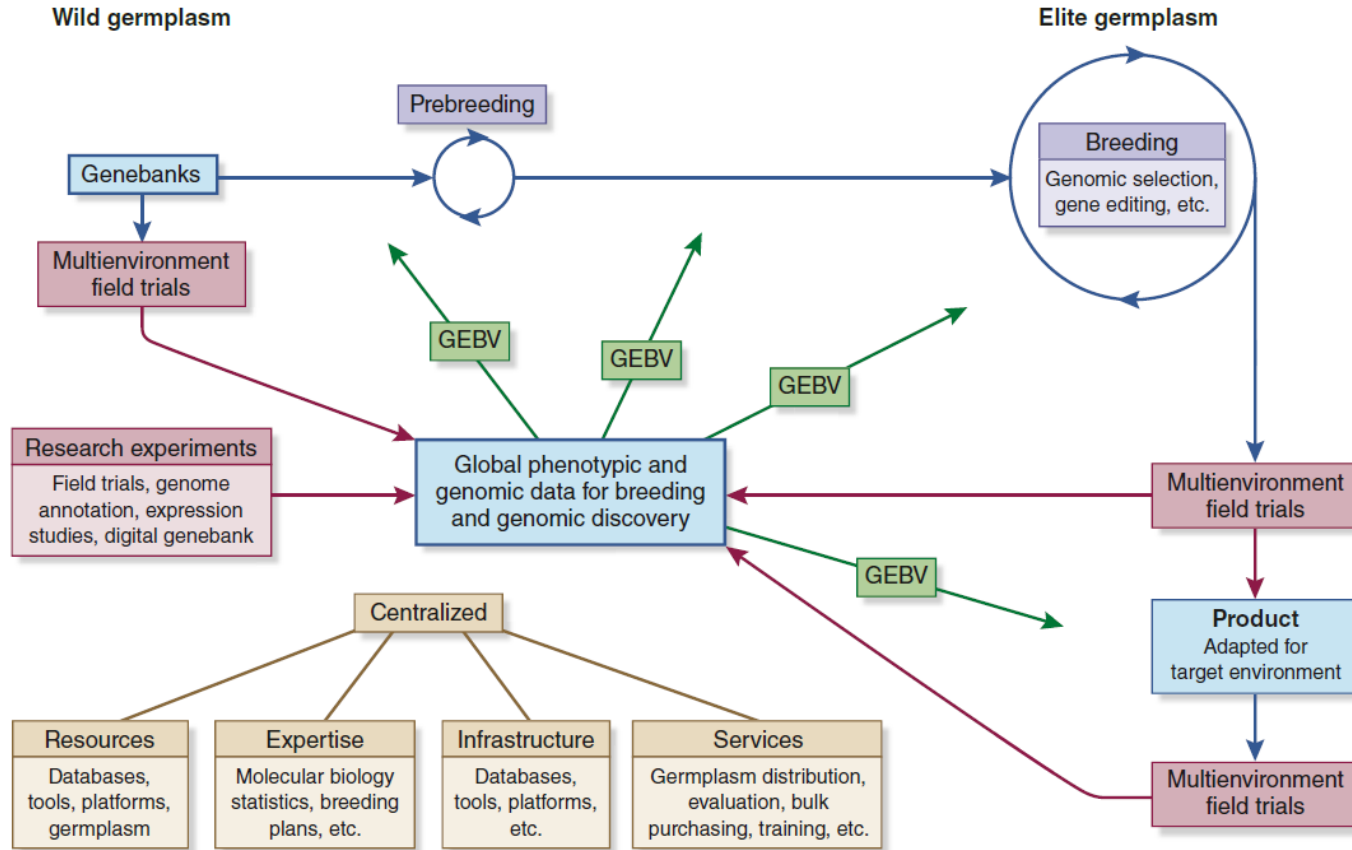 Wild germplasm
Elite germplasm
Prebreeding
Genebanks
Breeding
Genomic selection,
gene editing, etc.
Multienvironment
field trials
GEBV
GEBV
GEBV
Research experiments
Field trials, genome
annotation, expression
studies, digital genebank
Global phenotypic and
genomic data for breeding
and genomic discovery
Multienvironment
field trials
GEBV
Product
Adapted for
target environment
Centralized
Resources
Databases,
tools, platforms,
germplasm
Expertise
Molecular biology
statistics, breeding
plans, etc.
Infrastructure
Databases,
tools, platforms,
etc.
Services
Germplasm distribution,
evaluation, bulk
purchasing, training, etc.
Multienvironment
field trials